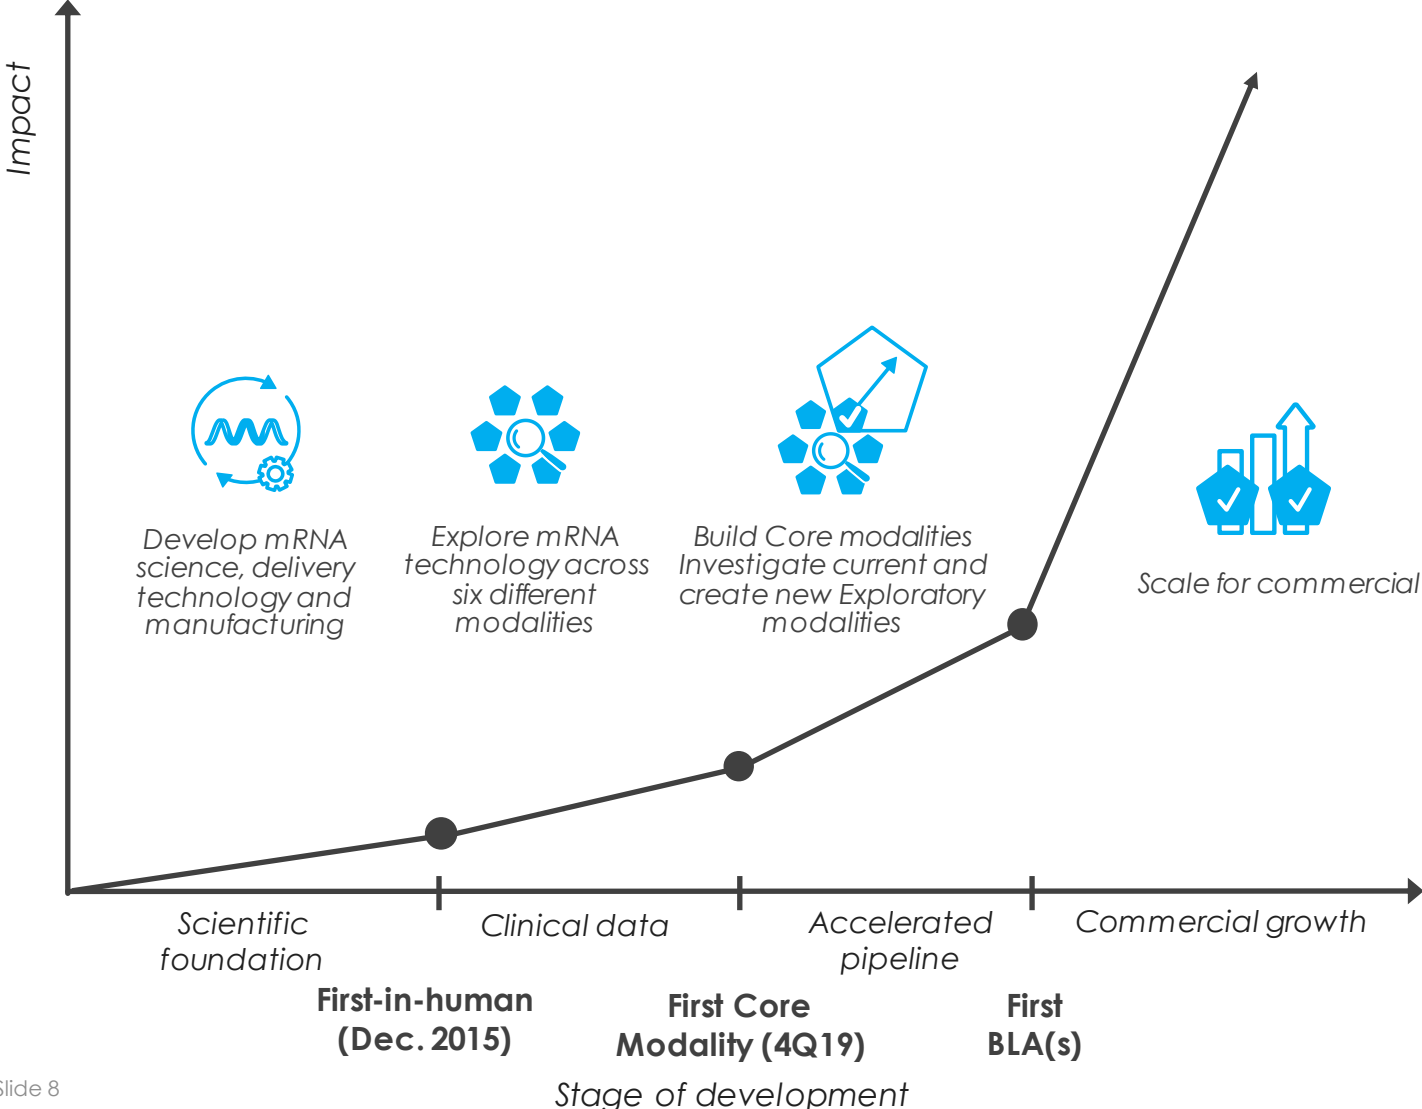 Impact
Develop mRNA
science, delivery
technology and
manufacturing
Explore mRNA
technology across
six different
modalities
Build Core modalities
Investigate current and
create new Exploratory
modalities
Scale for commercial
Scientific
foundation
Clinical data
Accelerated
pipeline
Commercial growth
First-in-human
(Dec. 2015)
First Core
Modality (4Q19)
First
BLA(s)
Stage of development
Slide 8